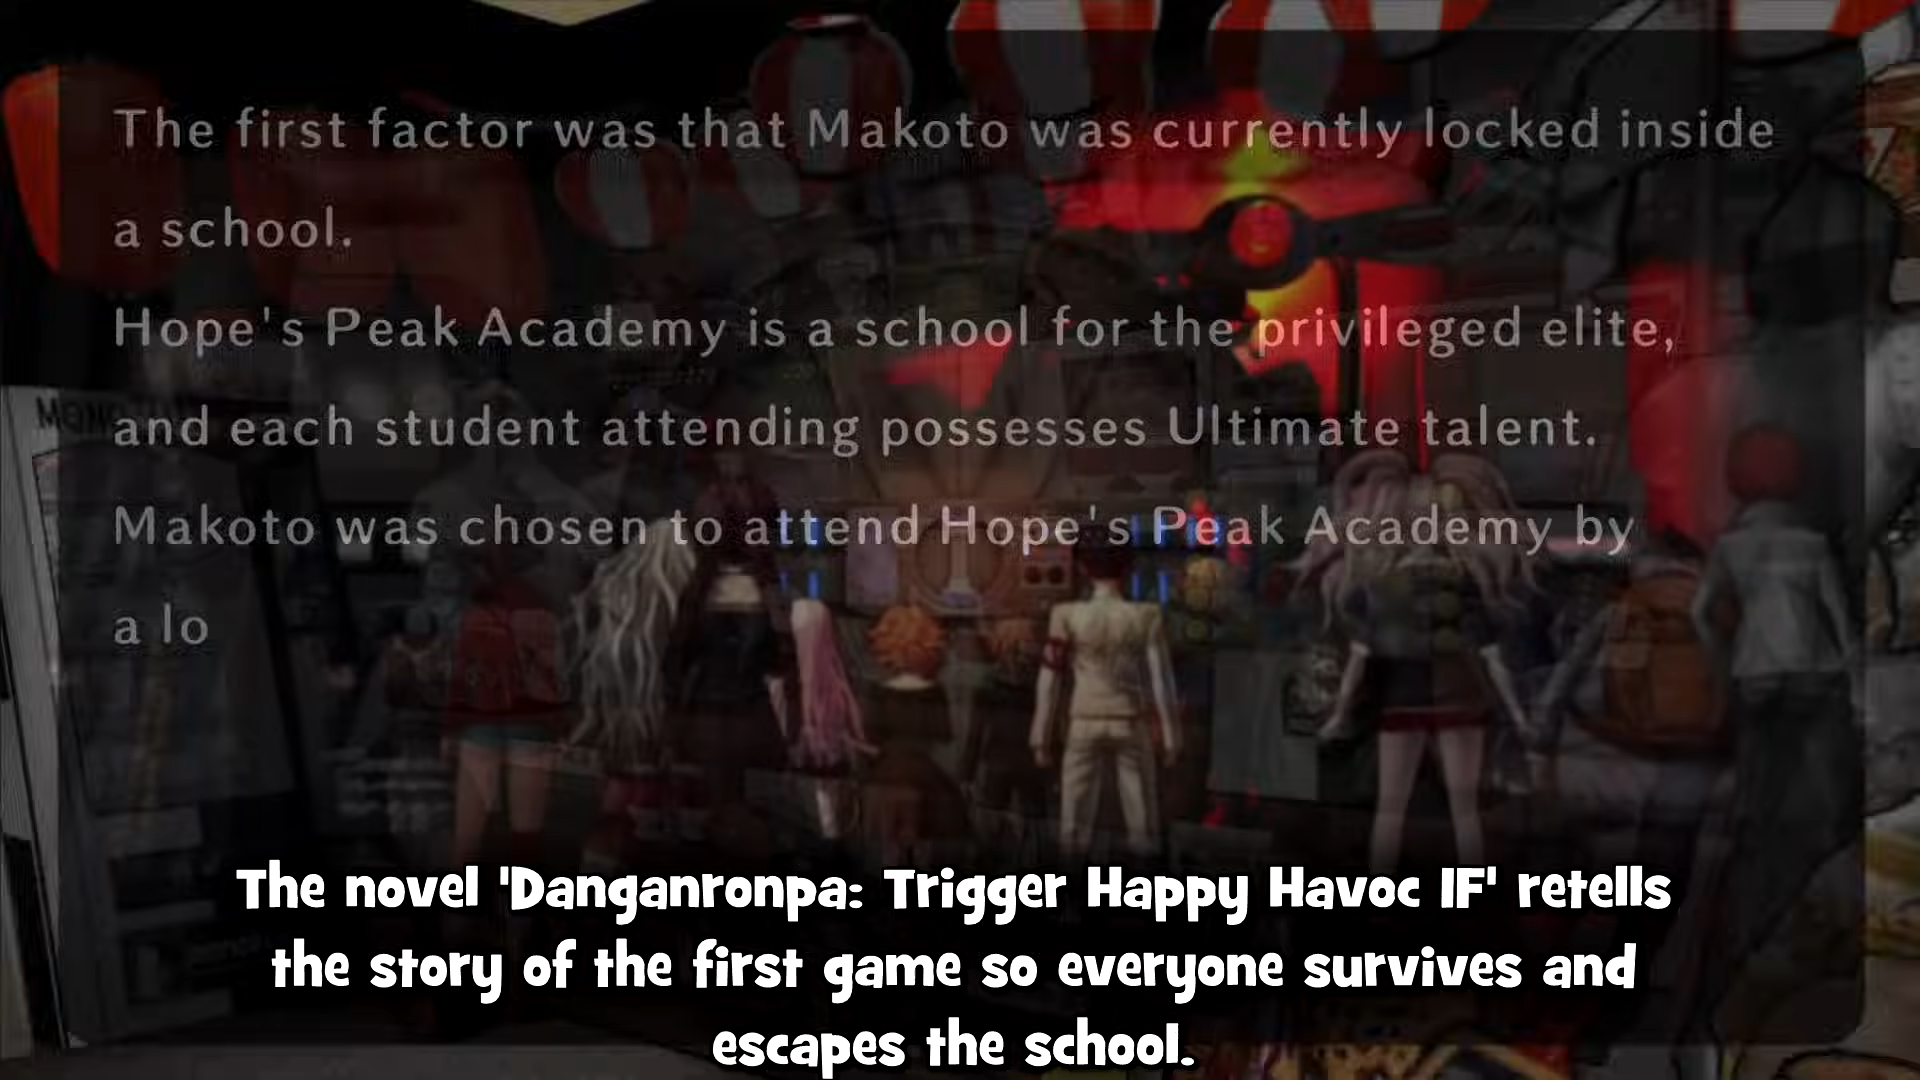 The first factor was that Makoto was currently locked inside
a school.
Hope's Peak Academy is a school for the privileged elite,
and each student attending possesses Ultimate talent.
Makoto was chosen to attend Hope's Peak Academy by
a lo
The novel 'Danganronpa: Trigger Happy Havoc IF' retells
the story of the first game so everyone survives and
escapes the school.